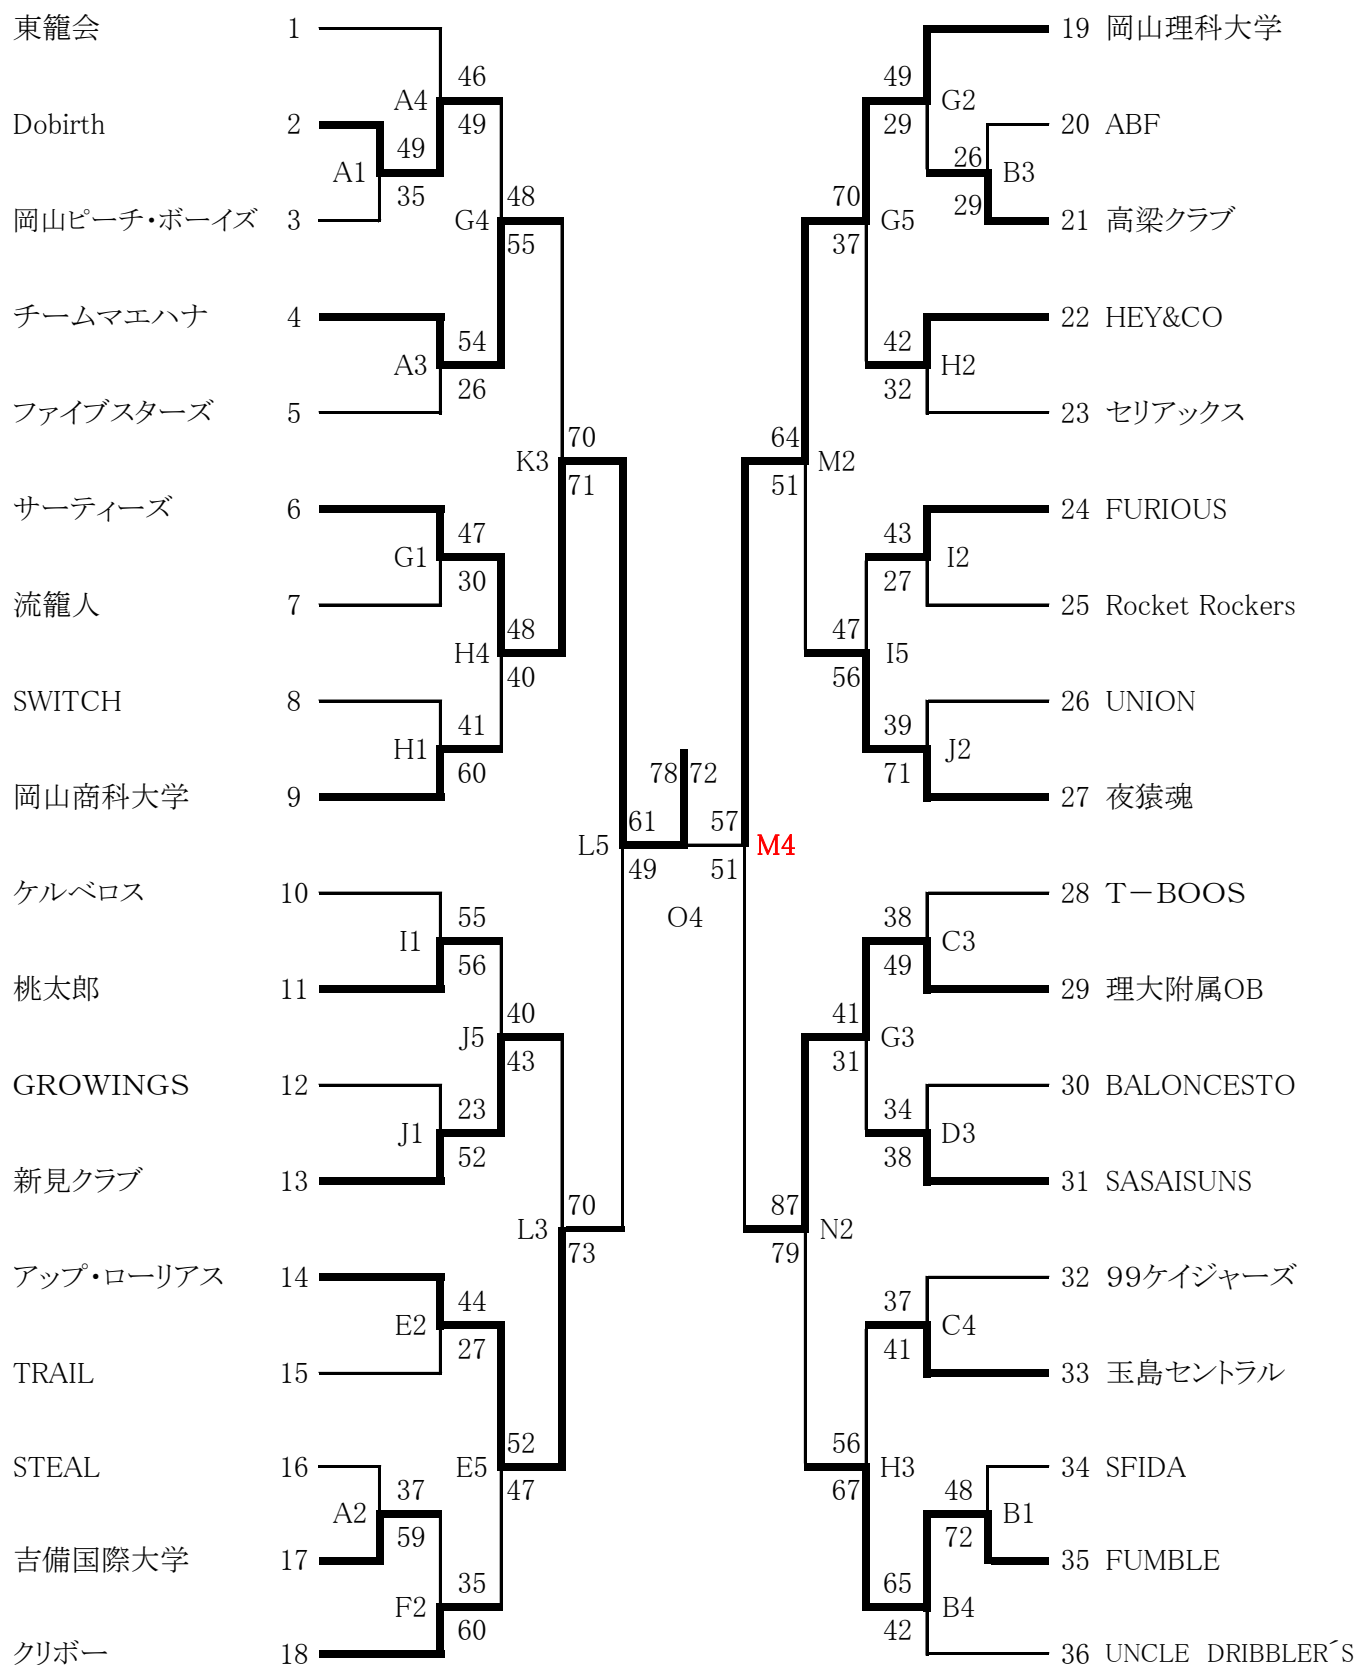 東籠会 1
19 岡山理科大学
46
49
A4
G2
Dobirth 2
49
29
20 ABF
49
26
A1
B3
35
29
岡山ピーチ・ボーイズ 3
48
70
21 高梁クラブ
G4
G5
55
37
チームマエハナ 4
22 HEY&CO
54
42
A3
H2
26
32
ファイブスターズ 5
23 セリアックス
70
64
K3
M2
71
51
サーティーズ 6
24 FURIOUS
47
43
G1
I2
30
27
流籠人 7
25 Rocket Rockers
48
47
H4
I5
40
56
SWITCH 8
26 UNION
41
39
H1
J2
60
78 72
71
岡山商科大学 9
27 夜猿魂
61
57
L5
M4
49
51
ケルベロス 10
28 T－BOOS
55
O4
38
I1
C3
56
49
桃太郎 11
29 理大附属OB
40
41
J5
G3
43
31
GROWINGS 12
30 BALONCESTO
23
34
J1
D3
52
38
新見クラブ 13
31 SASAISUNS
70
87
L3
N2
73
79
アップ・ローリアス 14
32 99ケイジャーズ
44
37
E2
C4
27
41
TRAIL 15
33 玉島セントラル
52
56
STEAL 16
E5
H3
34 SFIDA
37
47
67
48
A2
B1
59
72
吉備国際大学 17
35 FUMBLE
35
65
F2
B4
60
42
クリボー 18
36 UNCLE DRIBBLER´S